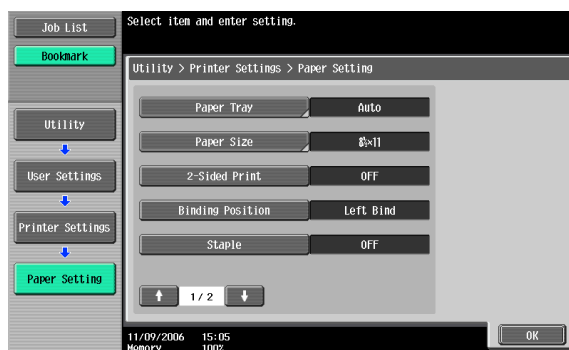 Job List
Select item and enter setting.
Bookmark
Utility > Printer Settings > Paper Setting
Paper Tray
Auto
Utility
Paper Size
8½×11
User Settings
2-Sided Print
OFF
Binding Position
Left Bind
Printer Settings
Staple
OFF
Paper Setting
1/ 2
11/09/2006 15:05
OK
Memory 100%